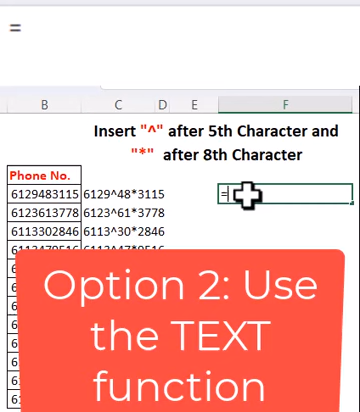 =
B C D E F
Insert "^" after 5th Character and
"*" after 8th Character
Phone No.
6129483115 6129^48*3115
=
6123613778 6123^61*3778
6113302846 6113^30*2846
Option 2: Use
the TEXT
function